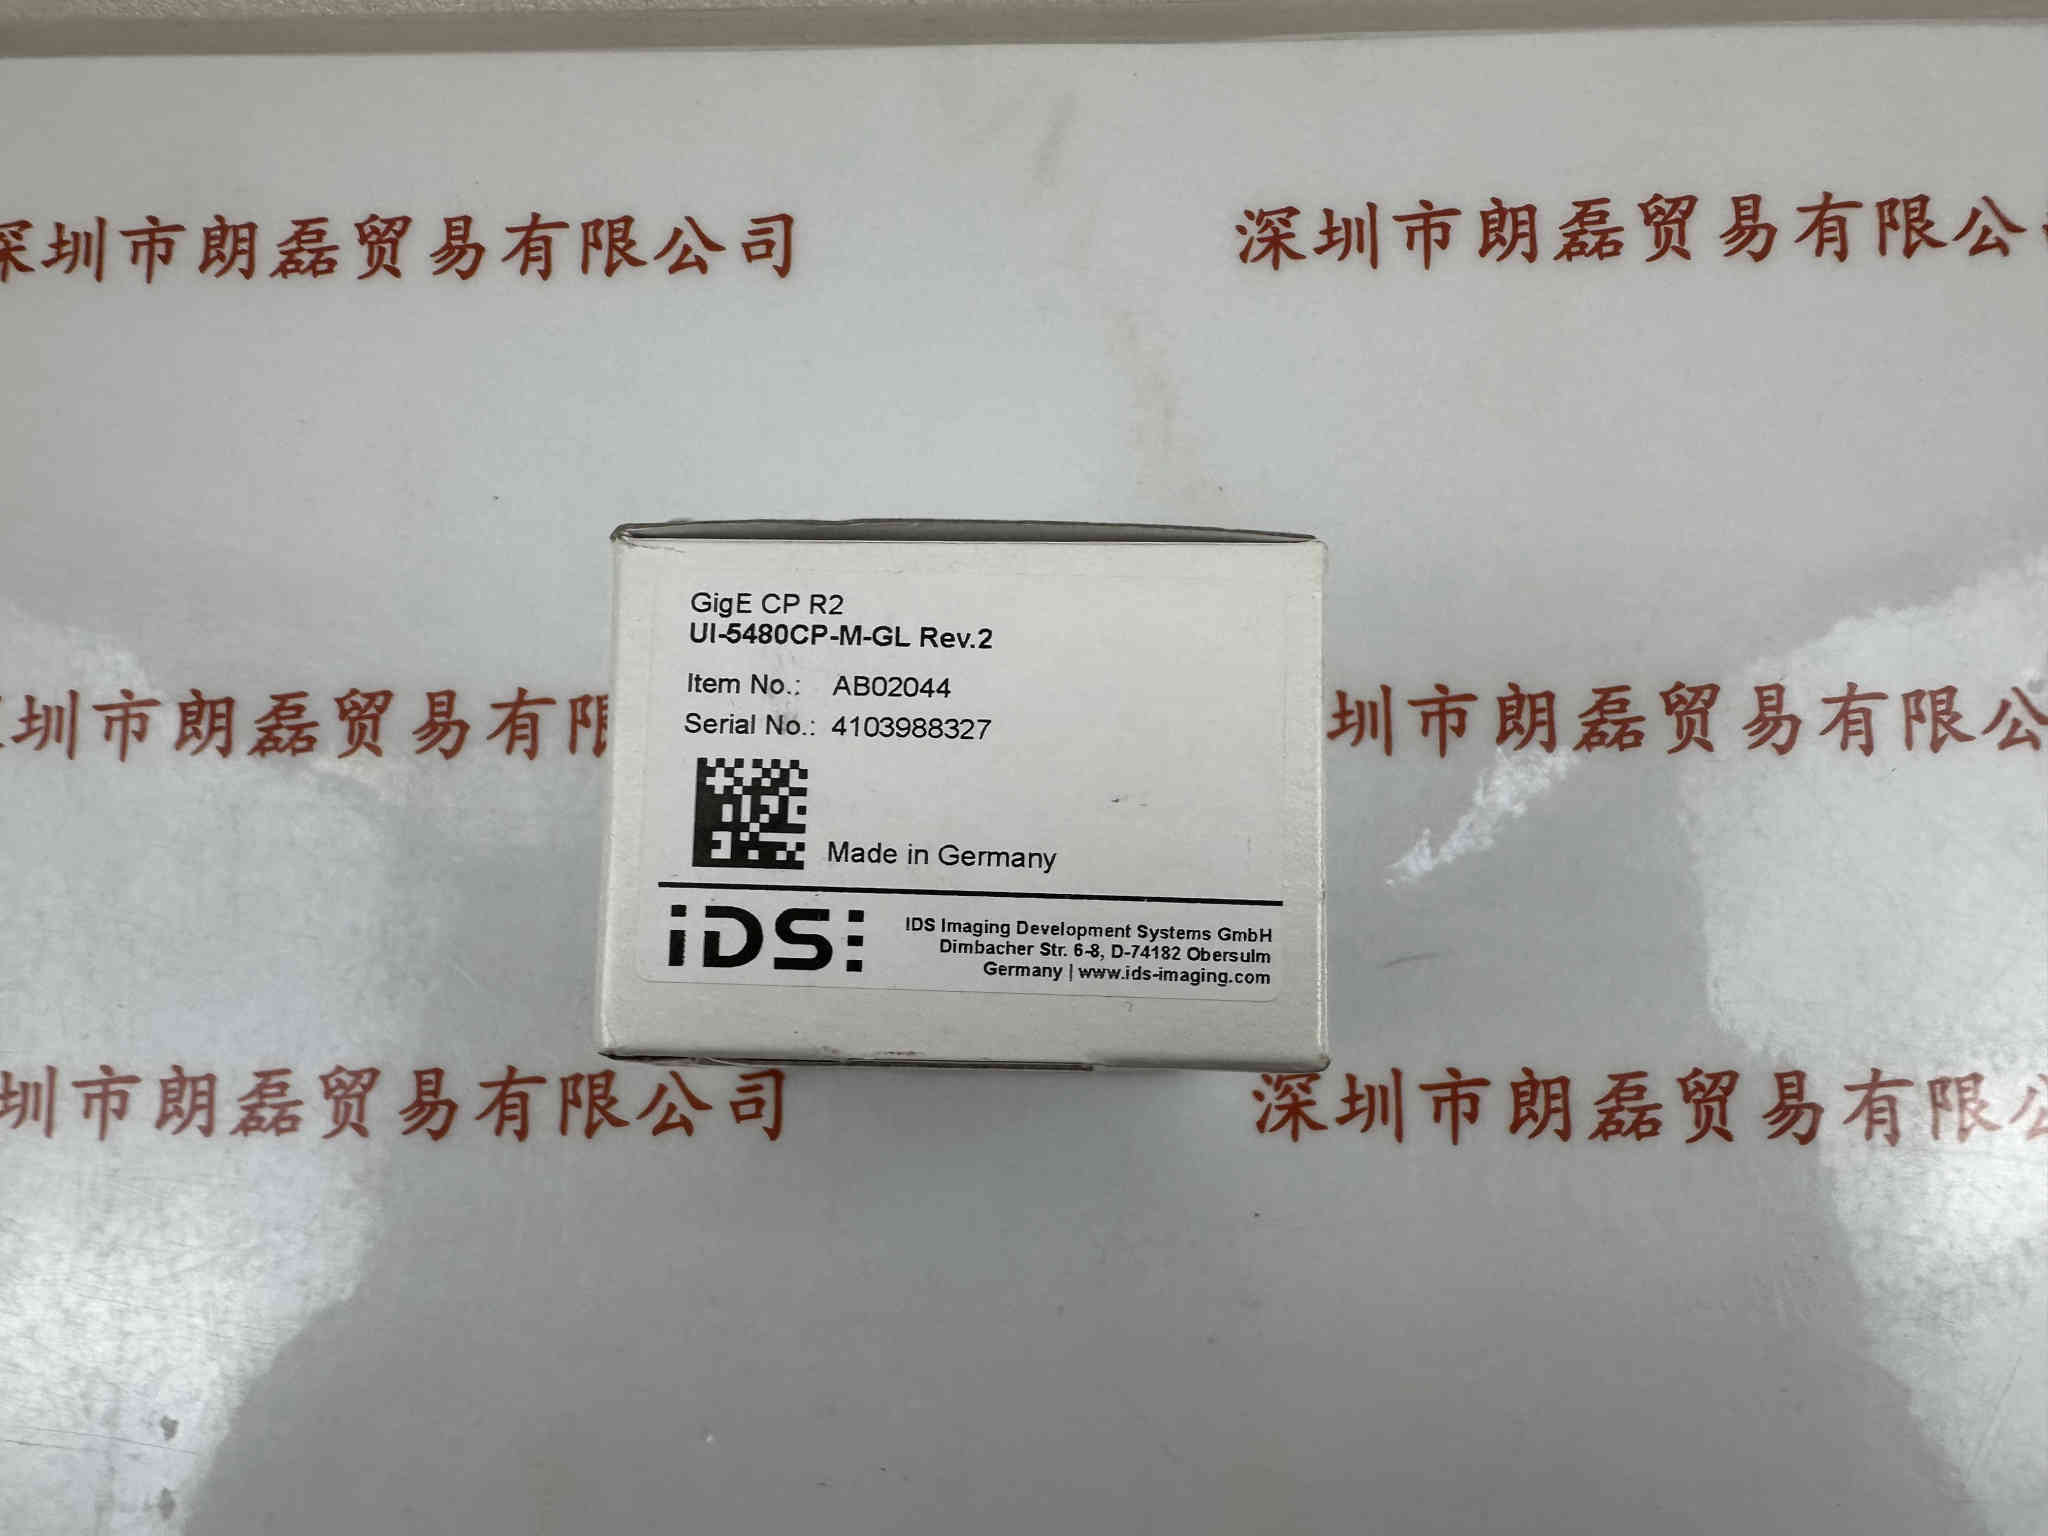 深圳市朗磊贸易有限公司
深圳市朗磊贸易有限公
GigE CP R2
UI-5480CP-M-GL Rev.2
Item No.: AB02044
Serial No.: 4103988327
Made in Germany
IDS
IDS Imaging Development Systems GmbH
Dimbacher Str. 6-8, D-74182 Obersulm
Germany | www.ids-imaging.com
圳市朗磊贸易有限
圳市朗磊贸易有限公
圳市朗磊贸易有限公司
深圳市朗磊贸易有限公